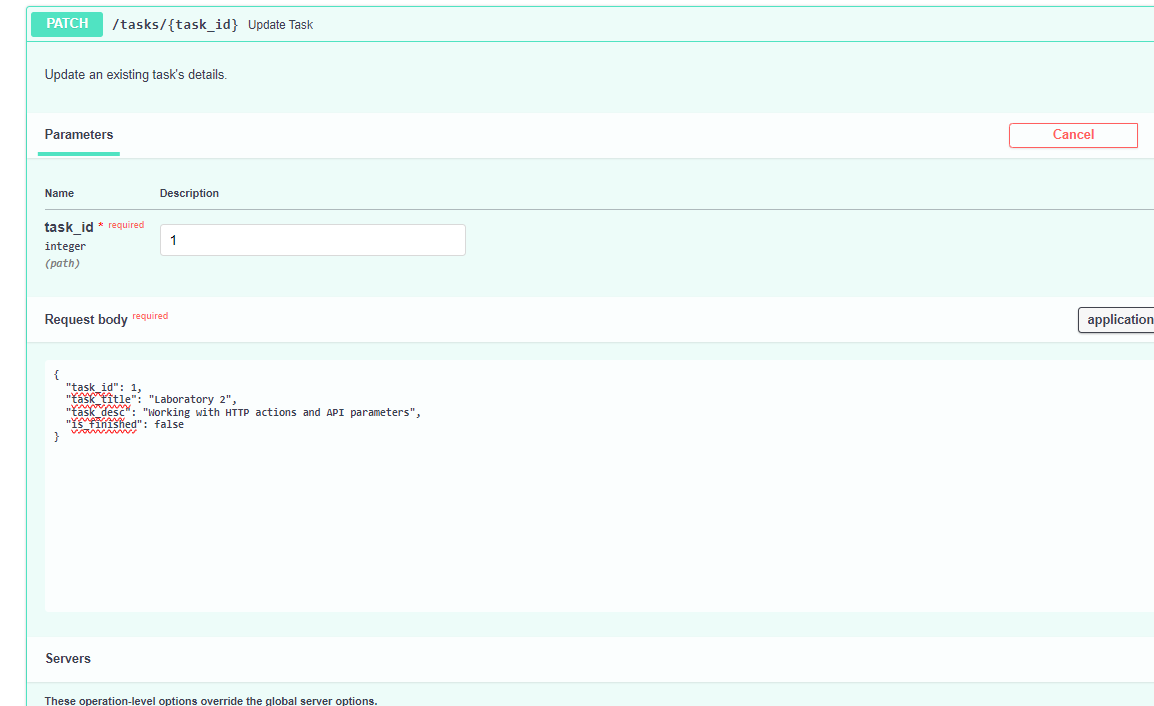 PATCH /tasks/{task_id} Update Task
Update an existing task's details.
Parameters
Cancel
Name Description
task_id * required
integer
(path)
1
Request body required
application
{
"task_id": 1,
"task_title": "Laboratory 2",
"task_desc": "Working with HTTP actions and API parameters",
"is_finished": false
}
Servers
These operation-level options override the global server options.